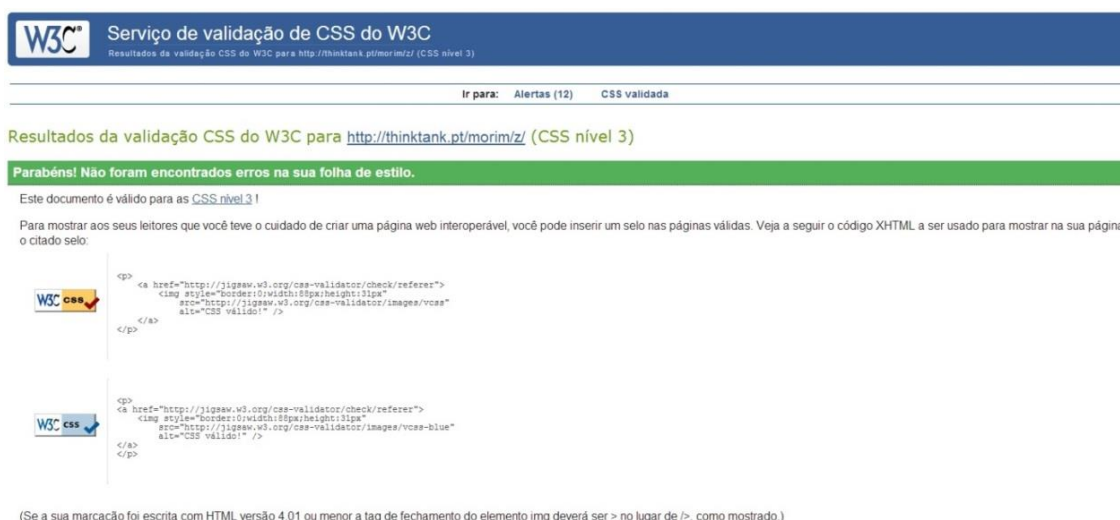 W3C® Serviço de validação de CSS do W3C
Resultados da validação CSS do W3C para http://thinktank.pt/morim/z/ (CSS nível 3)
Ir para: Alertas (12) CSS validada
Resultados da validação CSS do W3C para http://thinktank.pt/morim/z/ (CSS nível 3)
Parabéns! Não foram encontrados erros na sua folha de estilo.
Este documento é válido para as CSS nível 3 !
Para mostrar aos seus leitores que você teve o cuidado de criar uma página web interoperável, você pode inserir um selo nas páginas válidas. Veja a seguir o código XHTML a ser usado para mostrar na sua página
o citado selo:
W3C css
<p>
<a href="http://jigsaw.w3.org/css-validator/check/referer">
<img style="border:0;width:88px;height:31px"
src="http://jigsaw.w3.org/css-validator/images/vcss"
alt="CSS válido!" />
</a>
</p>
W3C css
<p>
<a href="http://jigsaw.w3.org/css-validator/check/referer">
<img style="border:0;width:88px;height:31px"
src="http://jigsaw.w3.org/css-validator/images/vcss-blue"
alt="CSS válido!" />
</a>
</p>
(Se a sua marcação foi escrita com HTML versão 4.01 ou menor a tag de fechamento do elemento img deverá ser > no lugar de />, como mostrado.)